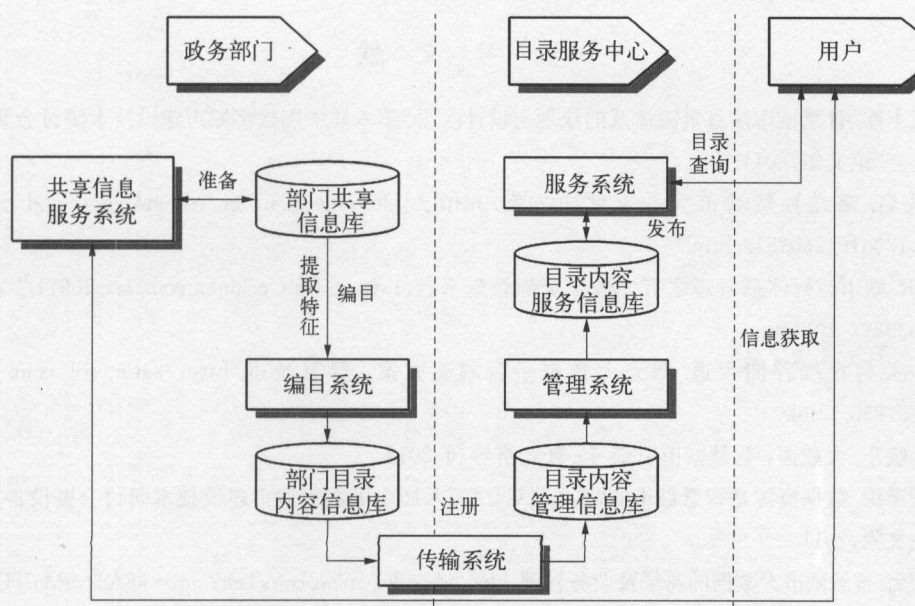 政务部门
目录服务中心
用户
目录
查询
共享信息
服务系统
准备
部门共享
信息库
服务系统
发布
提取特征
编目
目录内容
服务信息库
信息获取
编目系统
管理系统
部门目录
内容信息库
注册
目录内容
管理信息库
传输系统